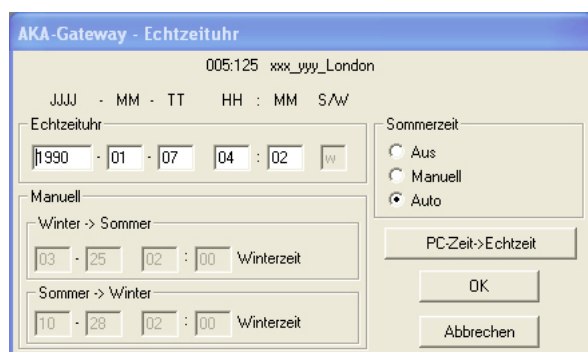 AKA-Gateway - Echtzeituhr
005:125 xxx_yyy_London
JJJJ - MM - TT HH : MM S/W
Echtzeituhr
1990 - 01 - 07 04 : 02 w
Sommerzeit
Aus
Manuell
Auto
Manuell
Winter -> Sommer
03 - 25 02 : 00 Winterzeit
Sommer -> Winter
10 - 28 02 : 00 Winterzeit
PC-Zeit->Echtzeit
OK
Abbrechen